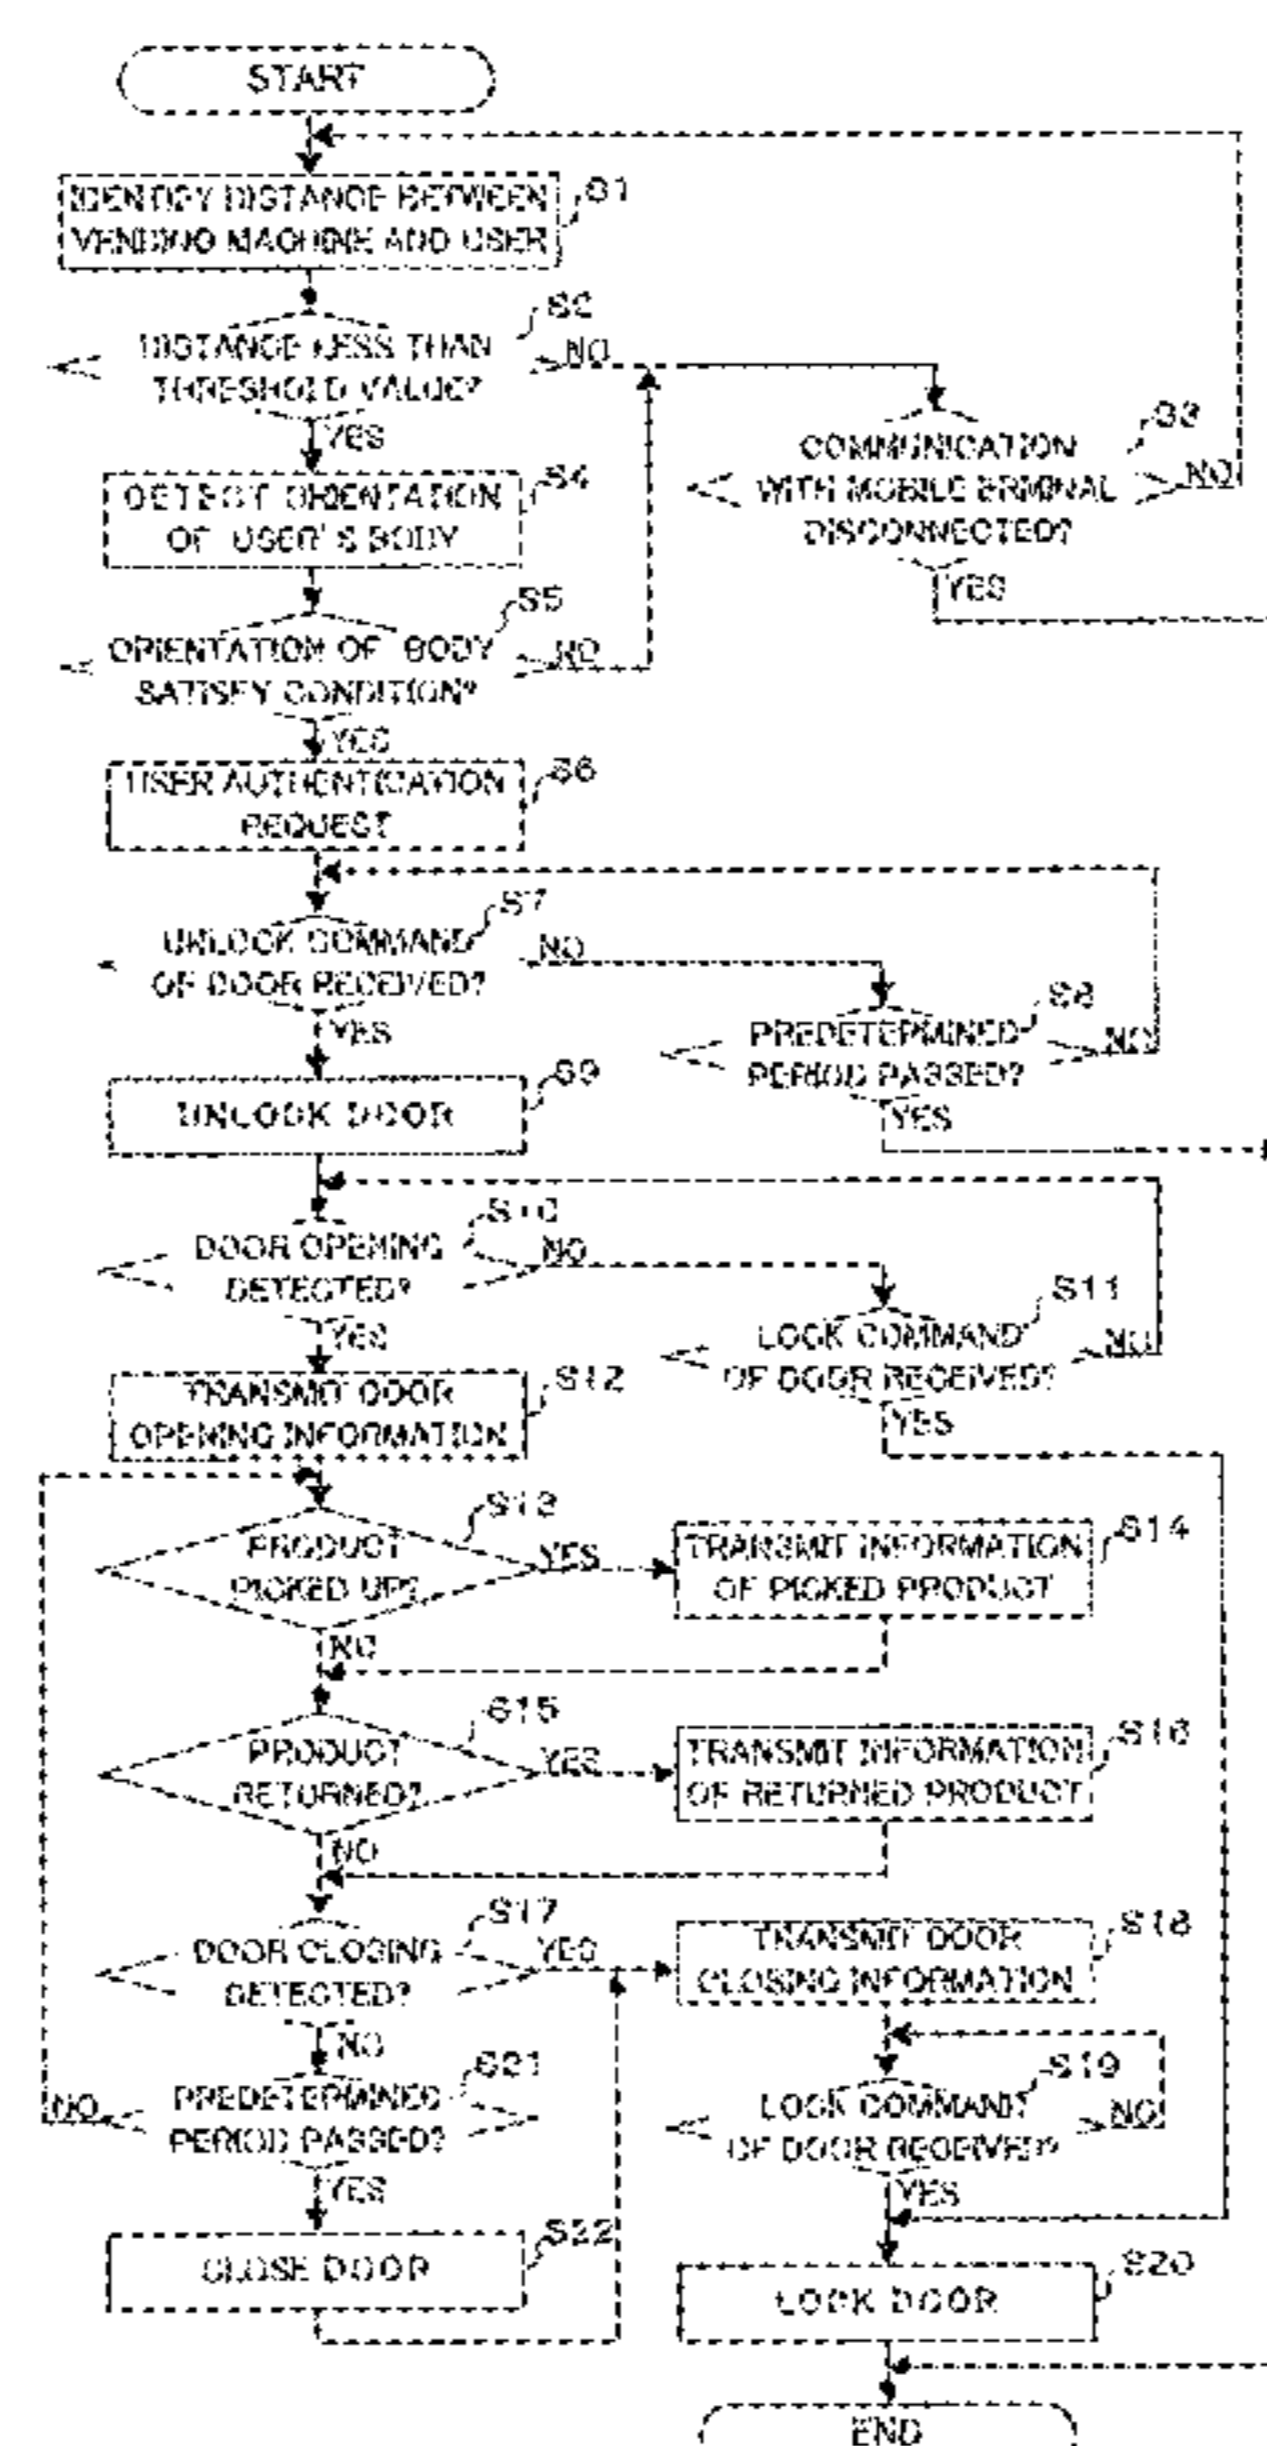 START
IDENTIFY DISTANCE BETWEEN
VENDING MACHINE AND USER
S1
DISTANCE LESS THAN
THRESHOLD VALUE?
S2
NO
YES
COMMUNICATION
WITH MOBILE ERMINAL
DISCONNECTED?
S3
NO
YES
DETECT ORIENTATION
OF USER'S BODY
S4
ORIENTATION OF BODY
SATISFY CONDITION?
S5
NO
YES
USER AUTHENTICATION
REQUEST
S6
UNLOCK COMMAND
OF DOOR RECEIVED?
S7
NO
YES
PREDETERMINED
PERIOD PASSED?
S8
NO
YES
UNLOCK DOOR
S9
DOOR OPENING
DETECTED?
S10
NO
YES
LOCK COMMAND
OF DOOR RECEIVED?
S11
NO
YES
TRANSMIT DOOR
OPENING INFORMATION
S12
PRODUCT
PICKED UP?
S13
YES
NO
TRANSMIT INFORMATION
OF PICKED PRODUCT
S14
PRODUCT
RETURNED?
S15
YES
NO
TRANSMIT INFORMATION
OF RETURNED PRODUCT
S16
DOOR CLOSING
DETECTED?
S17
YES
NO
TRANSMIT DOOR
CLOSING INFORMATION
S18
LOCK COMMAND
OF DOOR RECEIVED?
S19
NO
YES
PREDETERMINED
PERIOD PASSED?
S21
NO
YES
CLOSE DOOR
S22
LOCK DOOR
S20
END